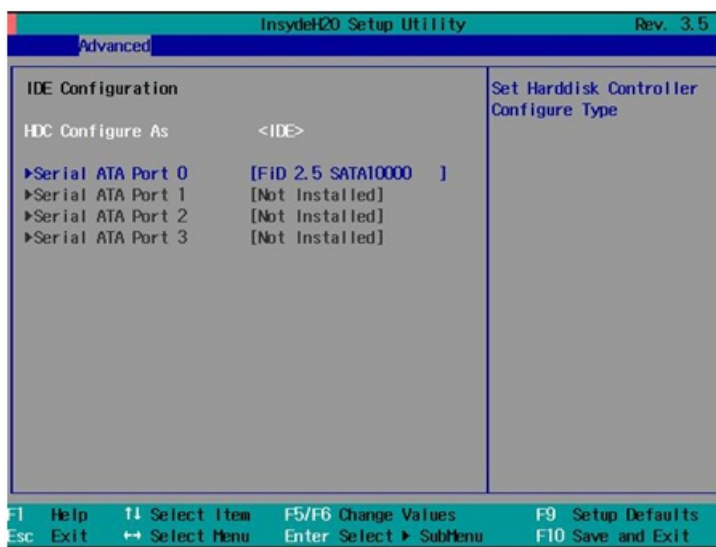 InsydeH2O Setup Utility Rev. 3.5
Advanced
IDE Configuration
HDC Configure As <IDE>
▶Serial ATA Port 0 [FiD 2.5 SATA10000 ]
▶Serial ATA Port 1 [Not Installed]
▶Serial ATA Port 2 [Not Installed]
▶Serial ATA Port 3 [Not Installed]
Set Harddisk Controller
Configure Type
F1 Help ↑↓ Select Item F5/F6 Change Values F9 Setup Defaults
Esc Exit ↔ Select Menu Enter Select ▶ SubMenu F10 Save and Exit